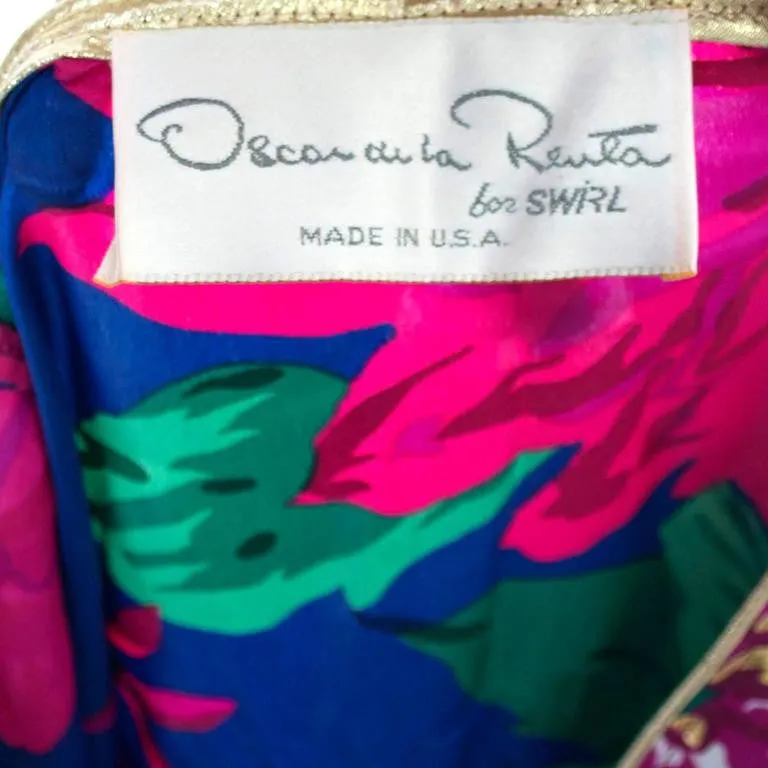 Oscar de la Renta
for SWIRL
MADE IN U.S.A.